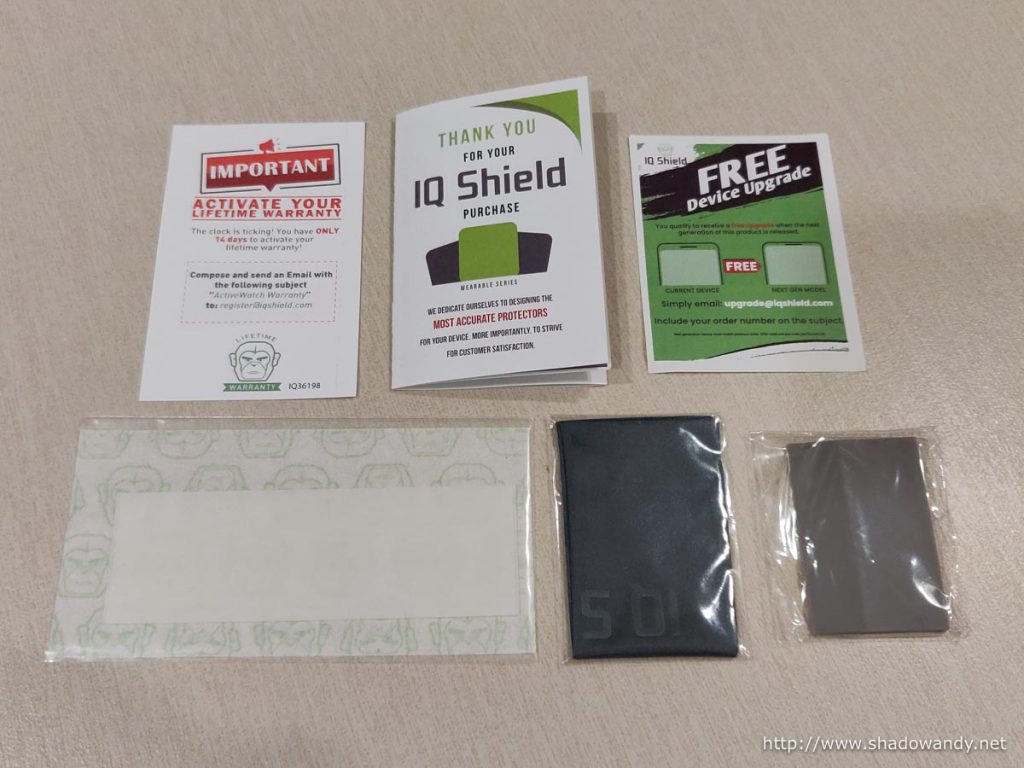 IMPORTANT
ACTIVATE YOUR
LIFETIME WARRANTY
The clock is ticking! You have ONLY
14 days to activate your
lifetime warranty!
Compose and send an Email with
the following subject
"ActiveWatch Warranty"
to: register@iqshield.com
LIFETIME
WARRANTY
IQ36198
THANK YOU
FOR YOUR
IQ Shield
PURCHASE
WEARABLE SERIES
WE DEDICATE OURSELVES TO DESIGNING THE
MOST ACCURATE PROTECTORS
FOR YOUR DEVICE. MORE IMPORTANTLY, TO STRIVE
FOR CUSTOMER SATISFACTION.
IQ Shield
FREE
Device Upgrade
You qualify to receive a free upgrade when the next
generation of this product is released.
FREE
CURRENT DEVICE
NEXT GEN MODEL
Simply email: upgrade@iqshield.com
Include your order number on the subject.
http://www.shadowandy.net